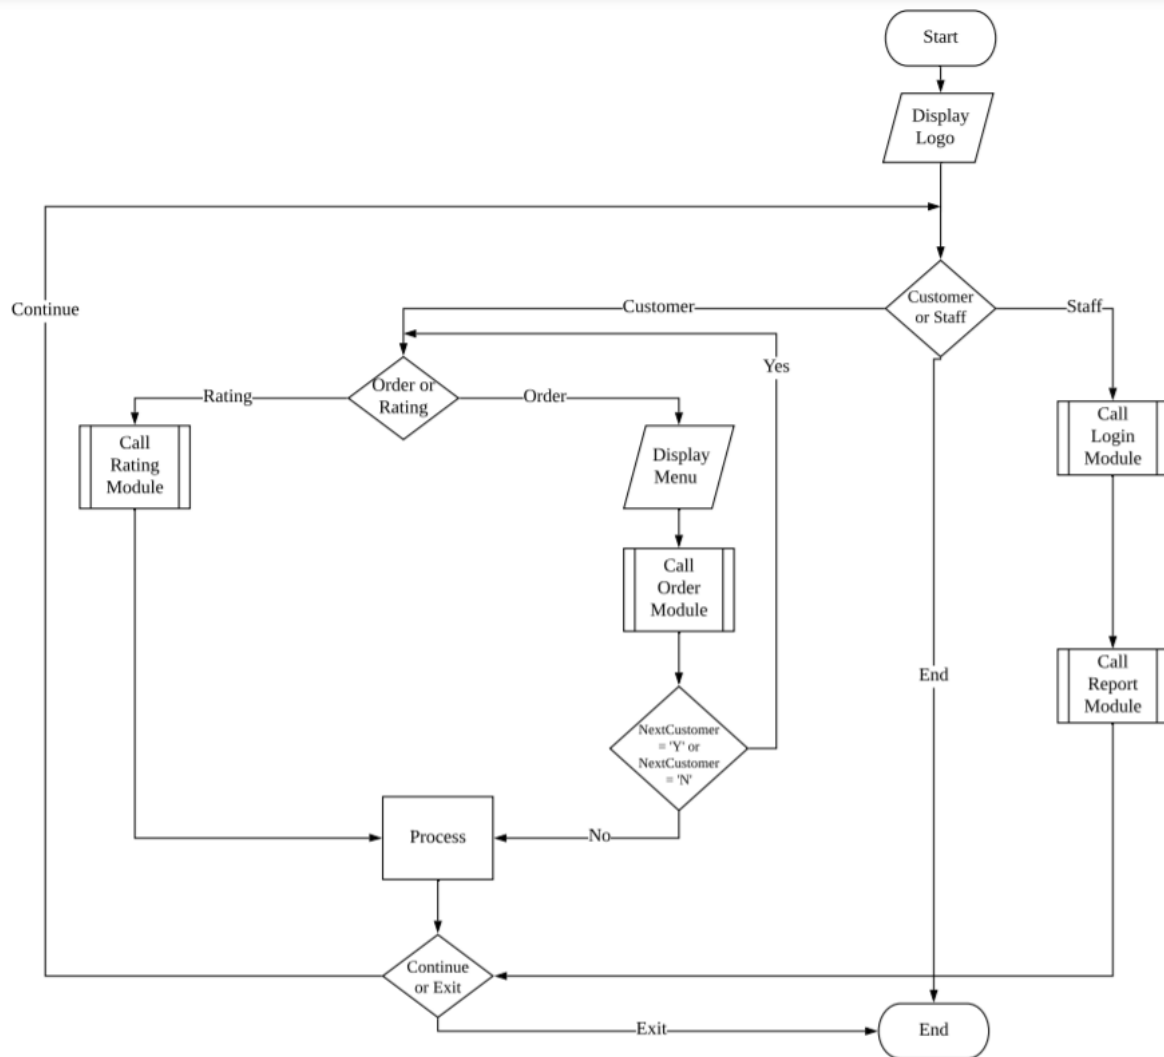 Start
Display
Logo
Continue
Customer
Customer
or Staff
Staff
Yes
Rating
Order or
Rating
Order
Call
Rating
Module
Display
Menu
Call
Login
Module
Call
Order
Module
End
Call
Report
Module
NextCustomer
= 'Y' or
NextCustomer
= 'N'
Process
No
Continue
or Exit
Exit
End